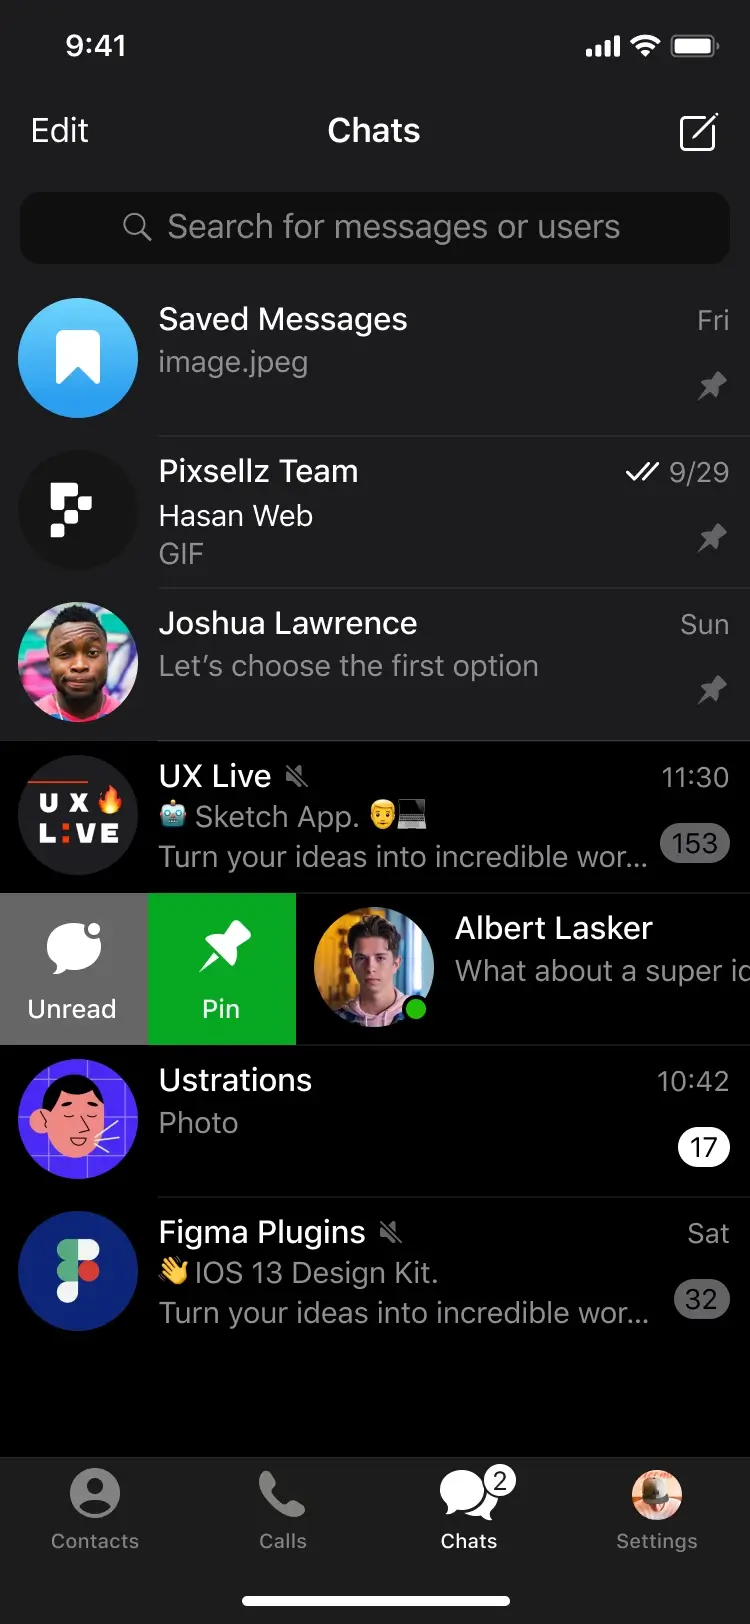 9:41
Edit
Chats
Search for messages or users
Saved Messages
Fri
image.jpeg
Pixsellz Team
9/29
Hasan Web
GIF
Joshua Lawrence
Sun
Let’s choose the first option
UX Live
11:30
UX🔥
L:VE
🤖 Sketch App. 👨‍💻
Turn your ideas into incredible wor...
153
Unread
Pin
Albert Lasker
What about a super ic
Ustrations
10:42
Photo
17
Figma Plugins
Sat
👋IOS 13 Design Kit.
Turn your ideas into incredible wor...
32
Contacts
Calls
Chats
2
Settings